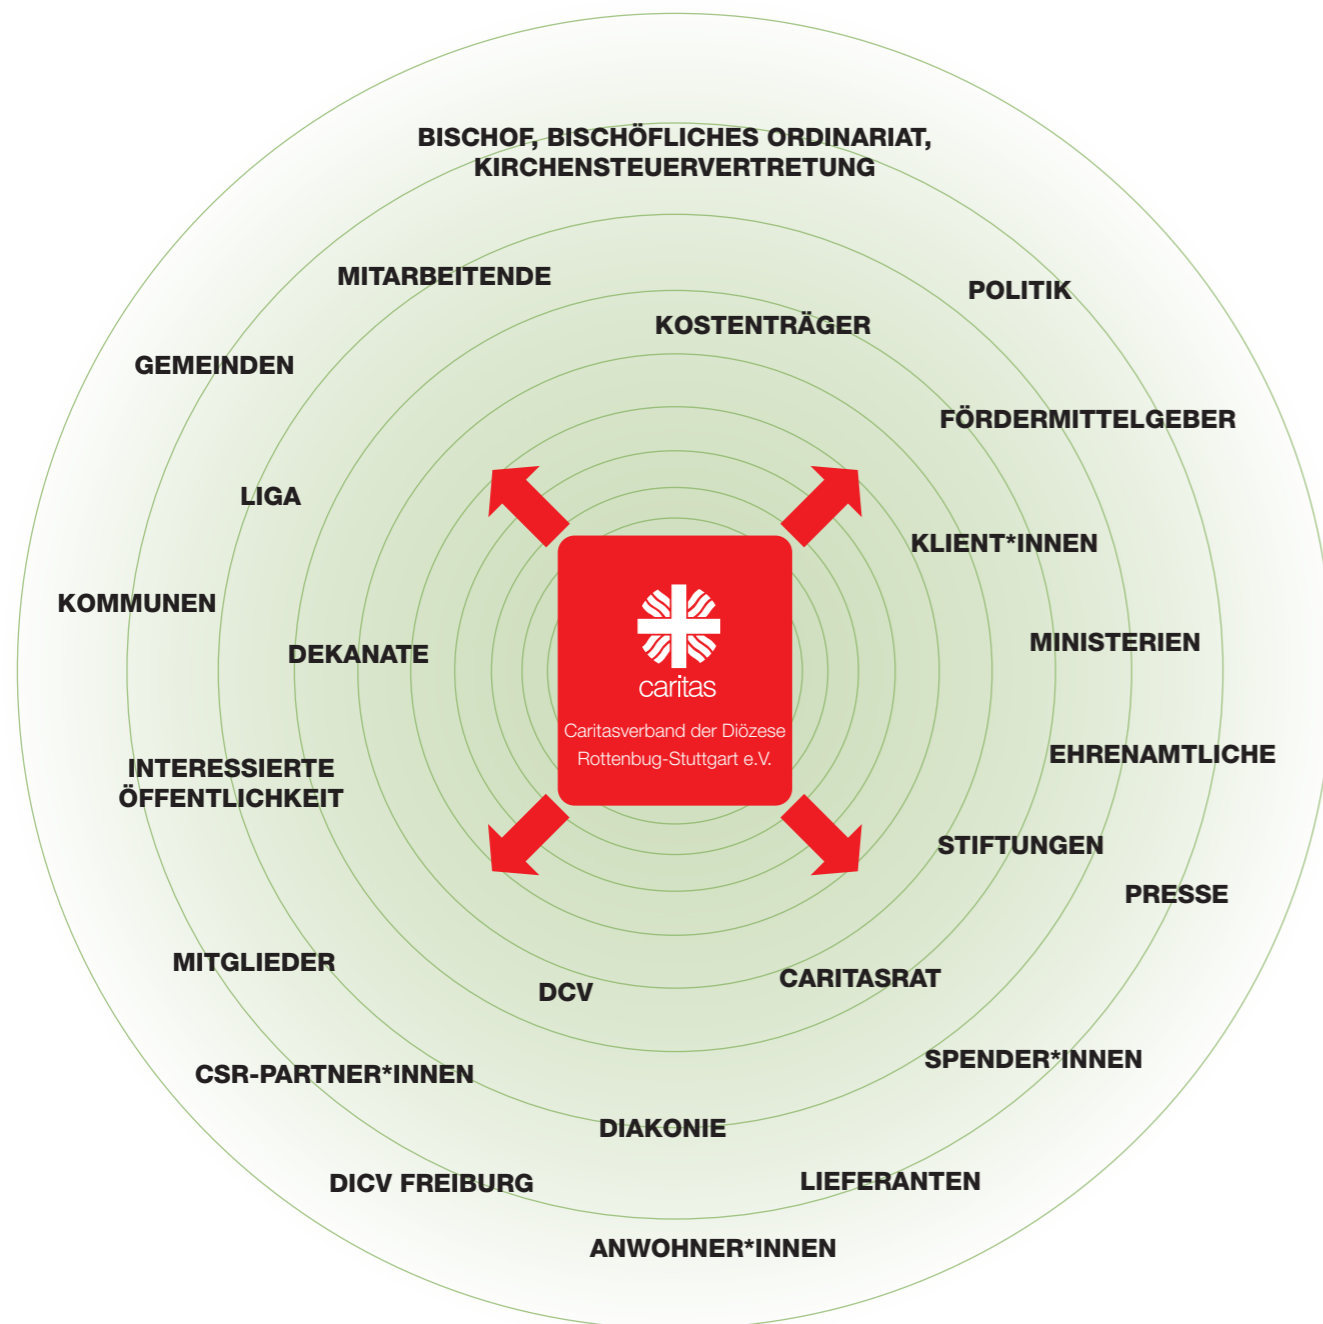 BISCHOF, BISCHÖFLICHES ORDINARIAT,
KIRCHENSTEUERVERTRETUNG
MITARBEITENDE
POLITIK
KOSTENTRÄGER
GEMEINDEN
FÖRDERMITTELGEBER
LIGA
KLIENT*INNEN
KOMMUNEN
MINISTERIEN
DEKANATE
caritas
Caritasverband der Diözese
Rottenbug-Stuttgart e.V.
EHRENAMTLICHE
INTERESSIERTE
ÖFFENTLICHKEIT
STIFTUNGEN
PRESSE
MITGLIEDER
CARITASRAT
DCV
SPENDER*INNEN
CSR-PARTNER*INNEN
DIAKONIE
LIEFERANTEN
DICV FREIBURG
ANWOHNER*INNEN